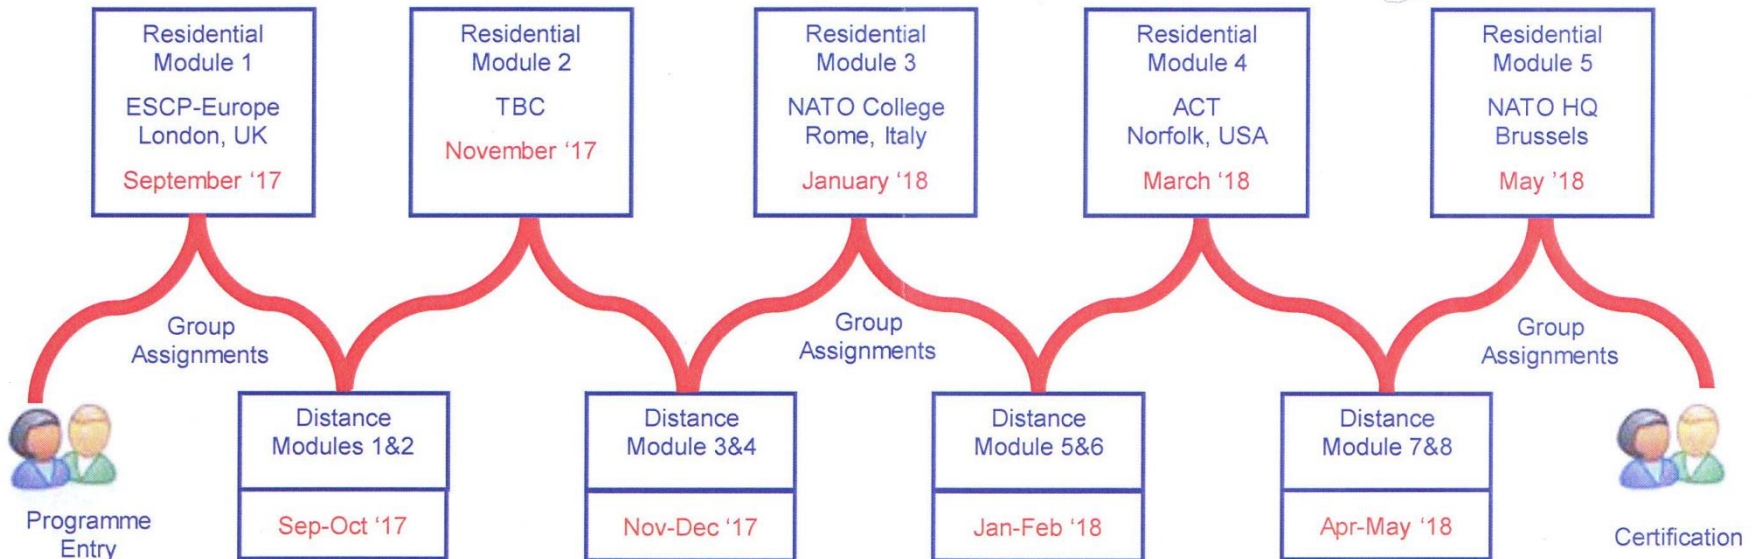 Residential
Module 1
ESCP-Europe
London, UK
September ‘17
Residential
Module 2
TBC
November ‘17
Residential
Module 3
NATO College
Rome, Italy
January ‘18
Residential
Module 4
ACT
Norfolk, USA
March ‘18
Residential
Module 5
NATO HQ
Brussels
May ‘18
Group
Assignments
Group
Assignments
Group
Assignments
Distance
Modules 1&2
Sep-Oct ‘17
Distance
Module 3&4
Nov-Dec ‘17
Distance
Module 5&6
Jan-Feb ‘18
Distance
Module 7&8
Apr-May ‘18
Programme
Entry
Certification